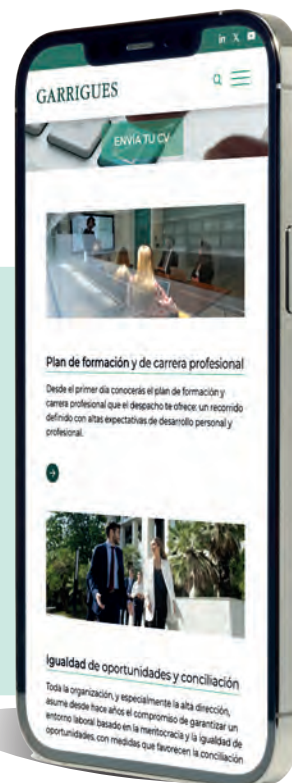 in X
GARRIGUES
ENVÍA TU CV
Plan de formación y de carrera profesional
Desde el primer día conocerás el plan de formación y
carrera profesional que el despacho te ofrece: un recorrido
definido con altas expectativas de desarrollo personal y
profesional.
Igualdad de oportunidades y conciliación
Toda la organización, y especialmente la alta dirección,
asume desde hace años el compromiso de garantizar un
entorno laboral basado en la meritocracia y la igualdad de
oportunidades, con medidas que favorecen la conciliación